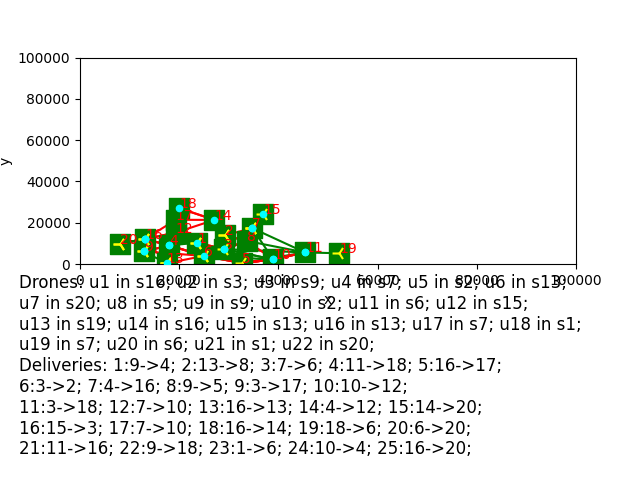 100000
80000
60000
40000
20000
0
y
0 20000 40000 60000 80000 100000
x
Drones: u1 in s16; u2 in s3; u3 in s9; u4 in s7; u5 in s2; u6 in s13;
u7 in s20; u8 in s5; u9 in s9; u10 in s2; u11 in s6; u12 in s15;
u13 in s19; u14 in s16; u15 in s13; u16 in s13; u17 in s7; u18 in s1;
u19 in s7; u20 in s6; u21 in s1; u22 in s20;
Deliveries: 1:9->4; 2:13->8; 3:7->6; 4:11->18; 5:16->17;
6:3->2; 7:4->16; 8:9->5; 9:3->17; 10:10->12;
11:3->18; 12:7->10; 13:16->13; 14:4->12; 15:14->20;
16:15->3; 17:7->10; 18:16->14; 19:18->6; 20:6->20;
21:11->16; 22:9->18; 23:1->6; 24:10->4; 25:16->20;